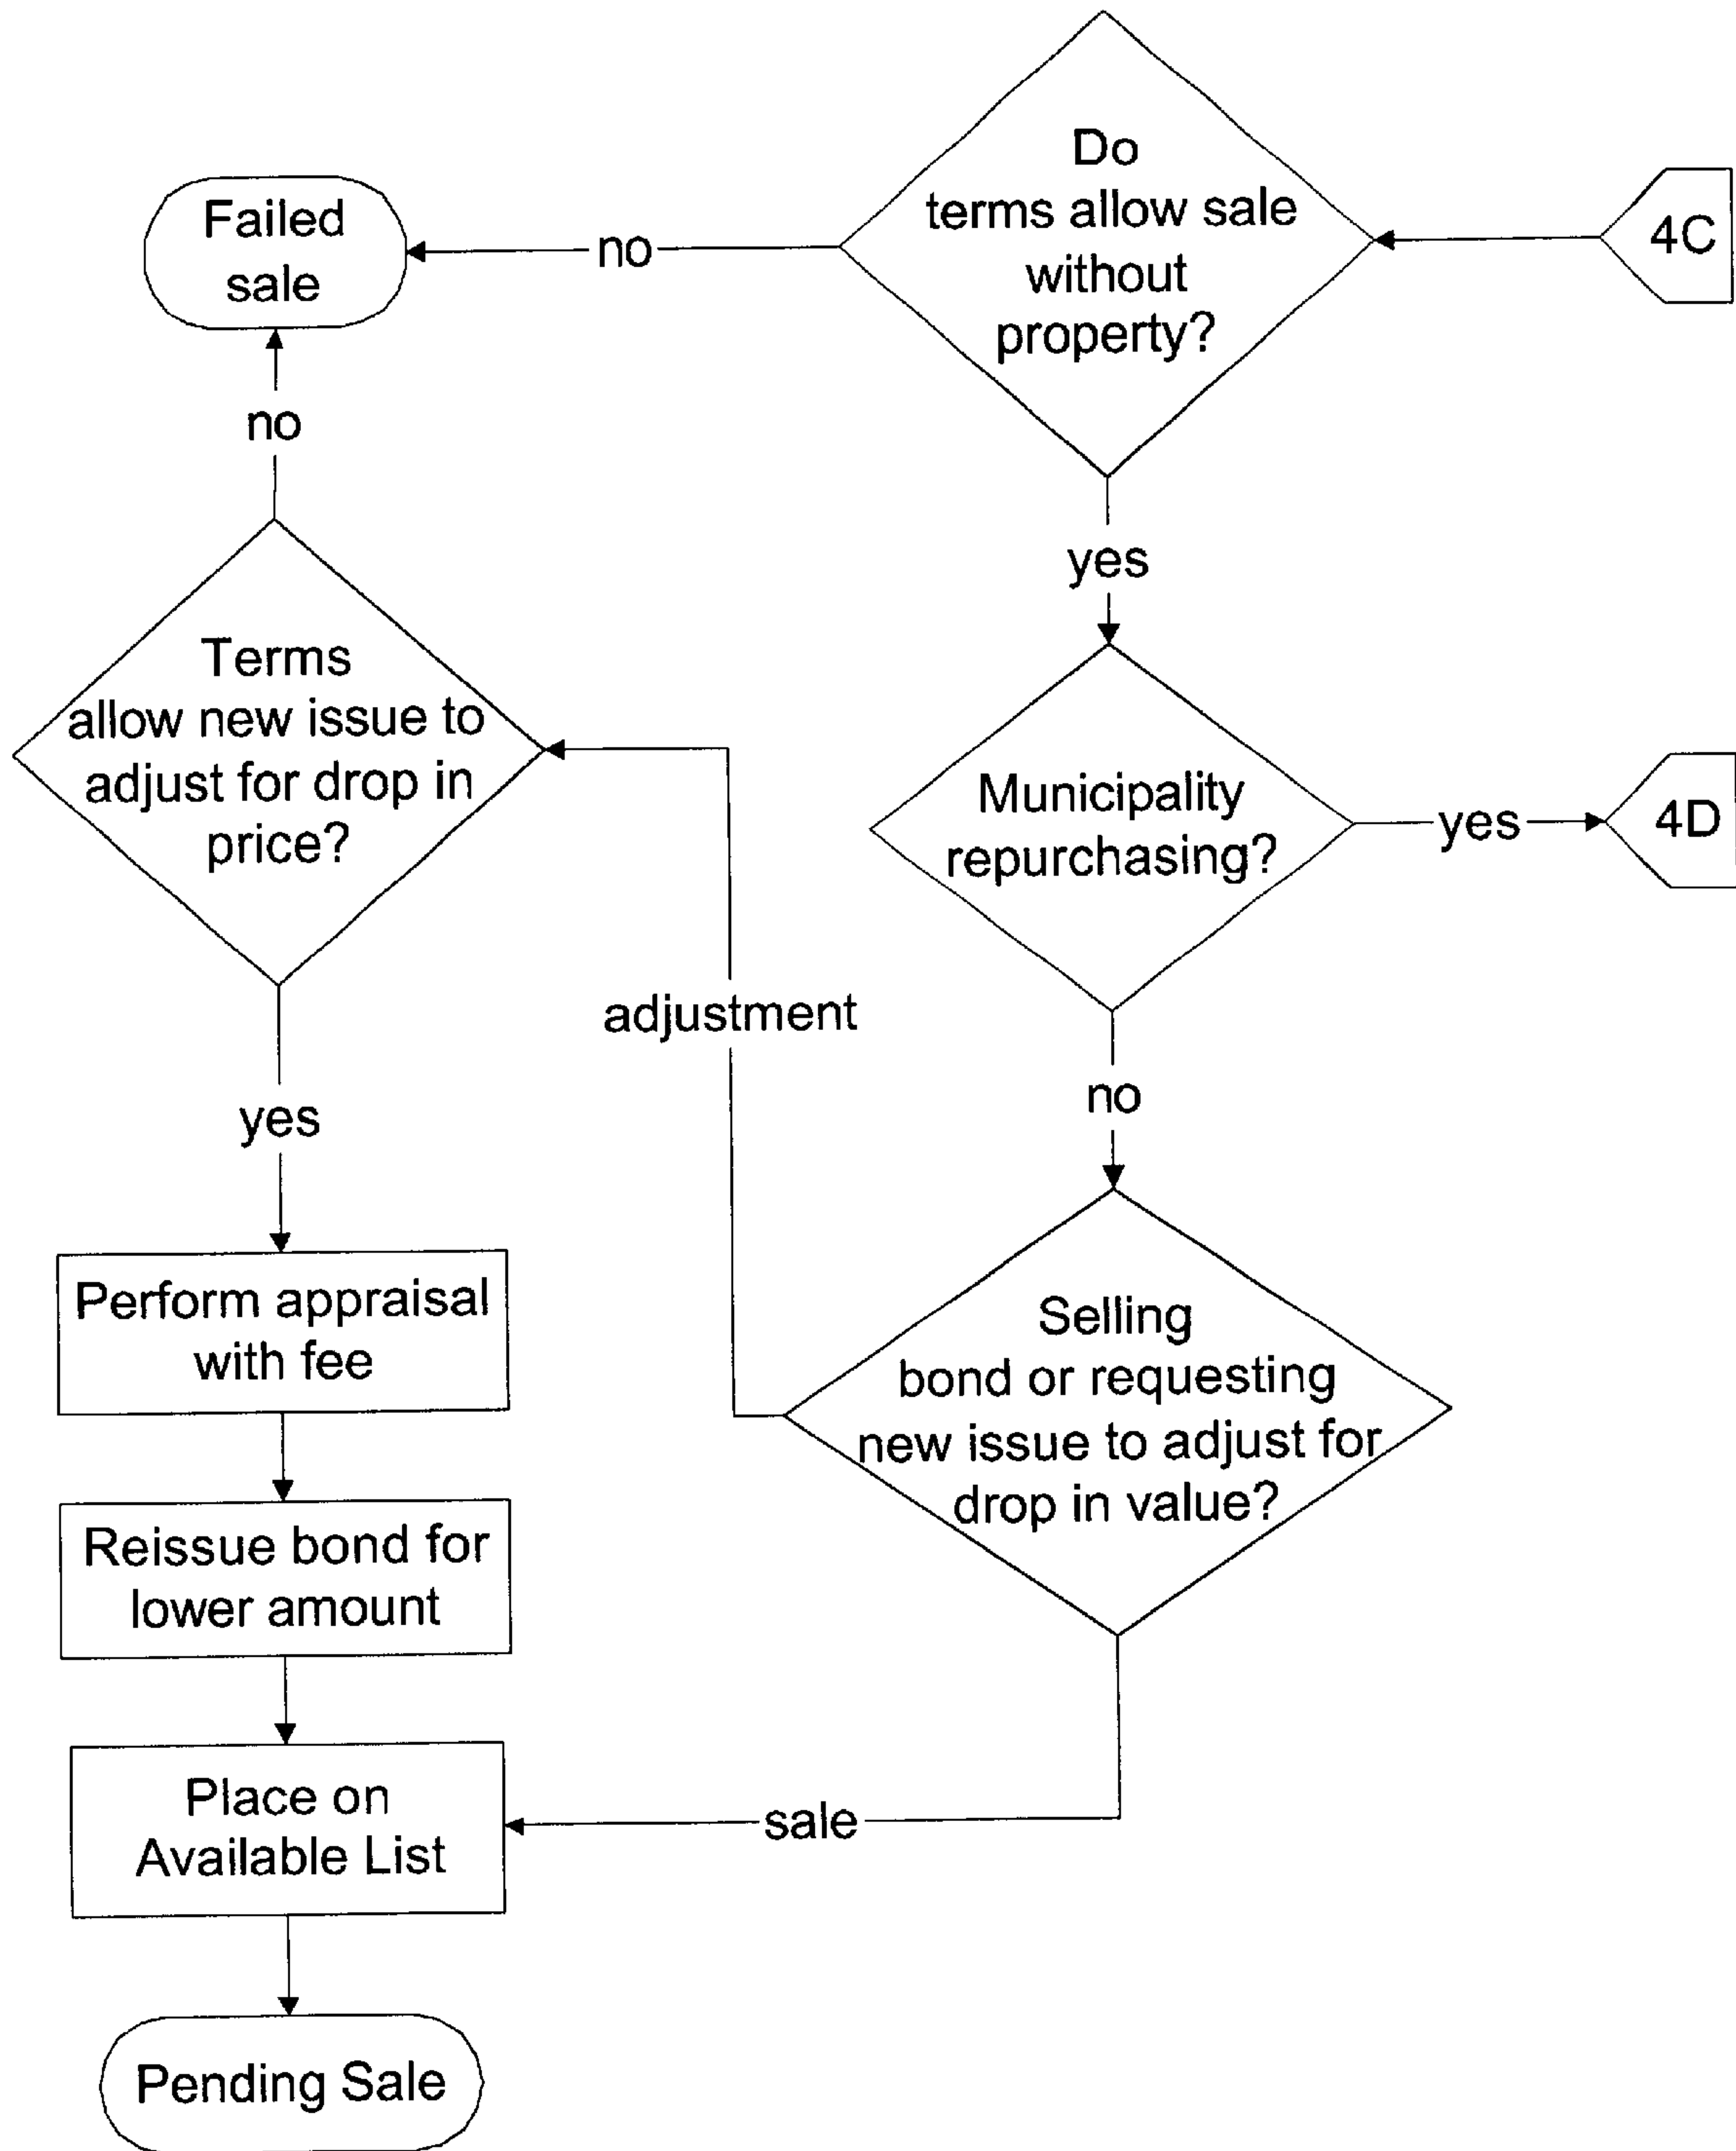 Do
terms allow sale
without
property?
4C
no
Failed
sale
no
yes
Terms
allow new issue to
adjust for drop in
price?
Municipality
repurchasing?
yes
4D
adjustment
yes
no
Perform appraisal
with fee
Selling
bond or requesting
new issue to adjust for
drop in value?
Reissue bond for
lower amount
Place on
Available List
sale
Pending Sale